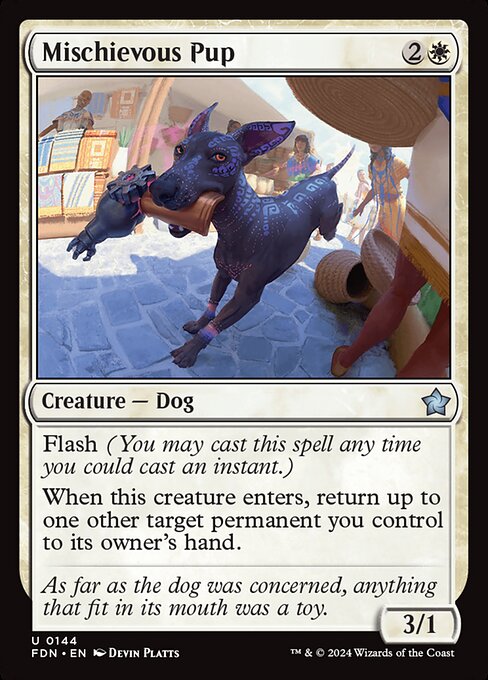 Mischievous Pup 2
Creature — Dog
Flash (You may cast this spell any time
you could cast an instant.)
When this creature enters, return up to
one other target permanent you control
to its owner's hand.
As far as the dog was concerned, anything
that fit in its mouth was a toy.
3/1
U 0144
FDN • EN Devin Platts
™ & © 2024 Wizards of the Coast